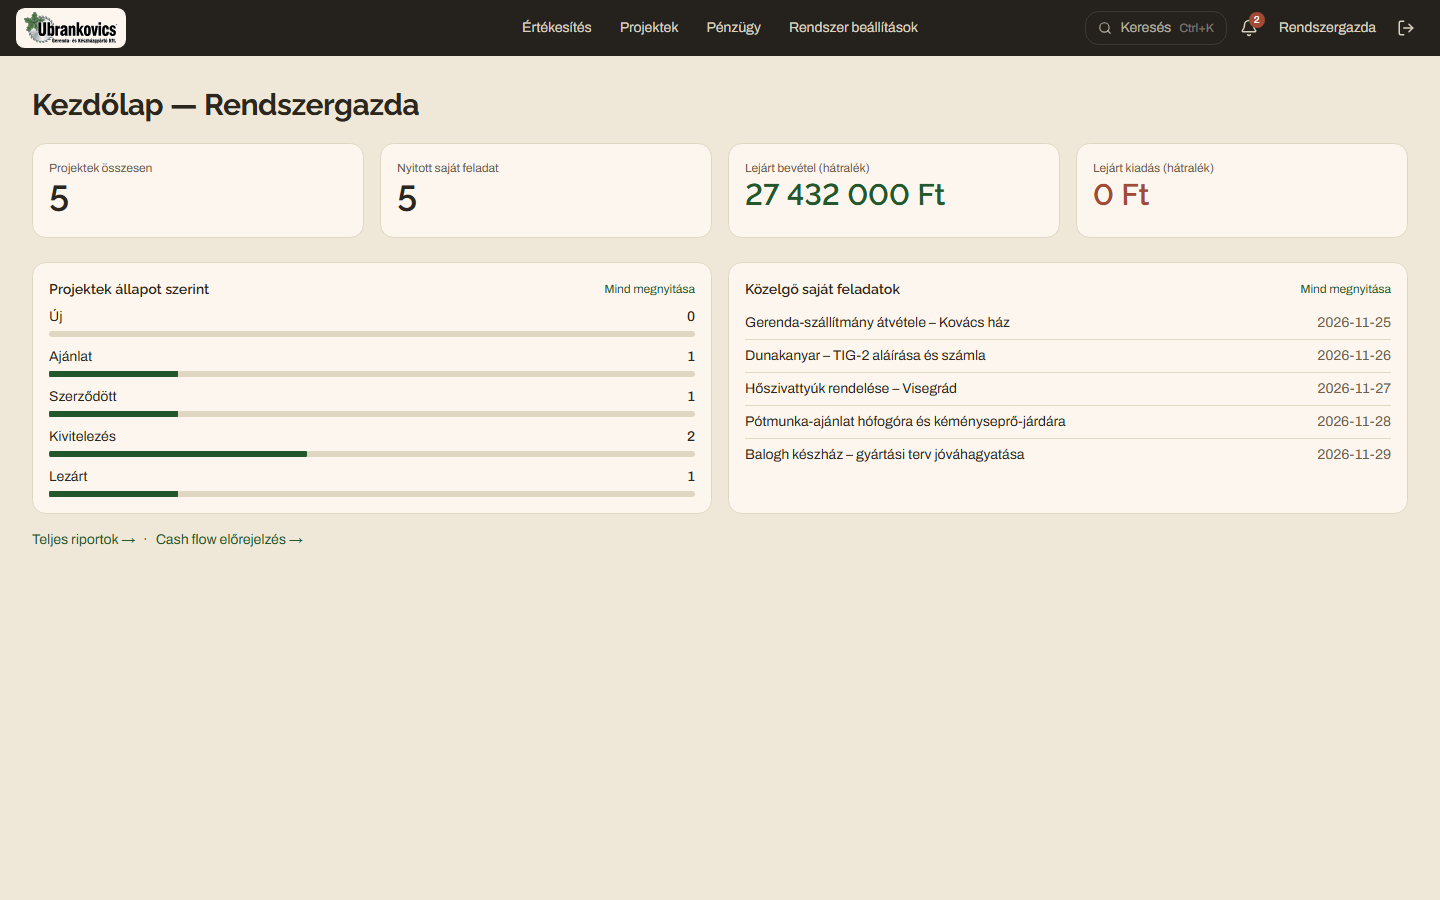 Ubrankovics
Gerenda- és Készházgyártó Kft.
Értékesítés
Projektek
Pénzügy
Rendszer beállítások
Keresés Ctrl+K
2
Rendszergazda
Kezdőlap — Rendszergazda
Projektek összesen
5
Nyitott saját feladat
5
Lejárt bevétel (hátralék)
27 432 000 Ft
Lejárt kiadás (hátralék)
0 Ft
Projektek állapot szerint
Mind megnyitása
Új 0
Ajánlat 1
Szerződött 1
Kivitelezés 2
Lezárt 1
Közelgő saját feladatok
Mind megnyitása
Gerenda-szállítmány átvétele – Kovács ház 2026-11-25
Dunakanyar – TIG-2 aláírása és számla 2026-11-26
Hőszivattyúk rendelése – Visegrád 2026-11-27
Pótmunka-ajánlat hófogóra és kéményseprő-járdára 2026-11-28
Balogh készház – gyártási terv jóváhagyatása 2026-11-29
Teljes riportok → · Cash flow előrejelzés →